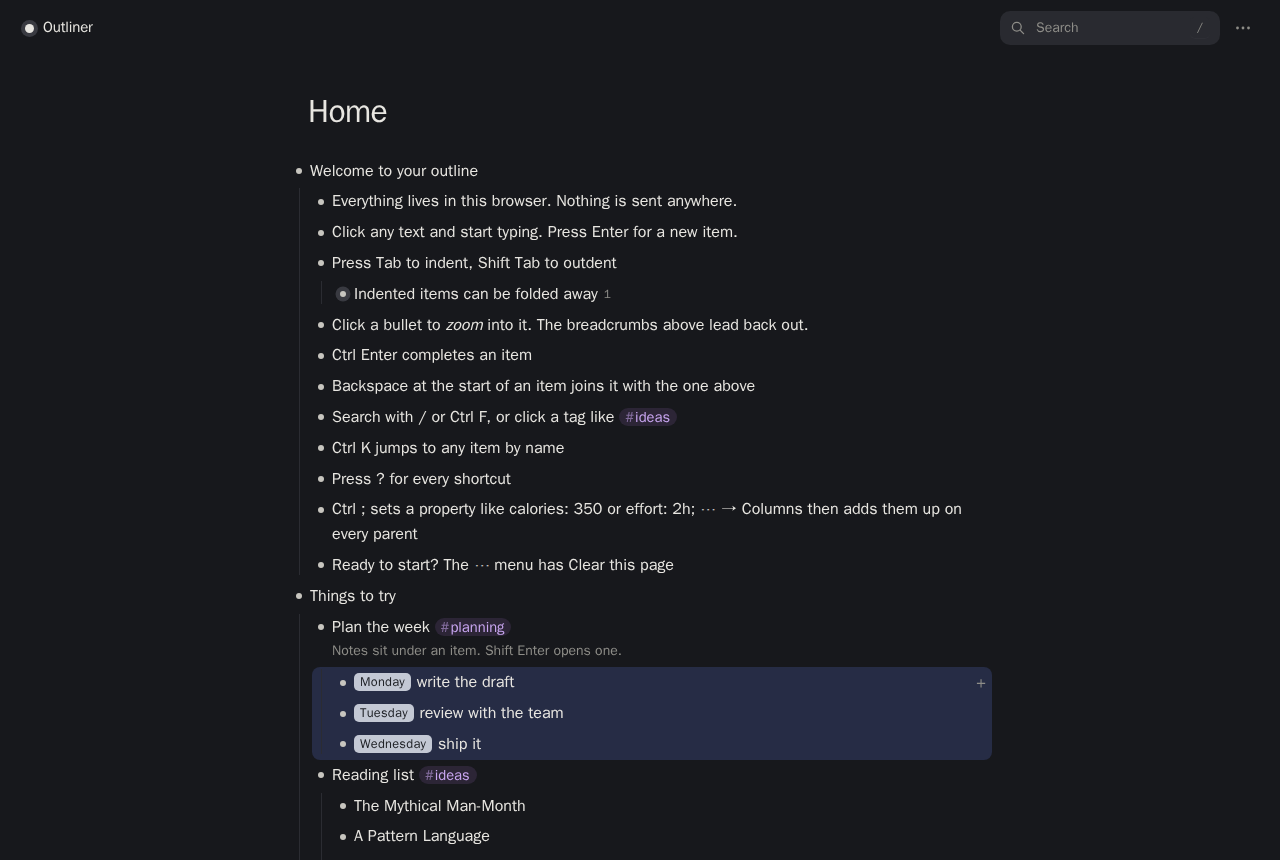 Outliner
Search /
Home
Welcome to your outline
Everything lives in this browser. Nothing is sent anywhere.
Click any text and start typing. Press Enter for a new item.
Press Tab to indent, Shift Tab to outdent
Indented items can be folded away 1
Click a bullet to zoom into it. The breadcrumbs above lead back out.
Ctrl Enter completes an item
Backspace at the start of an item joins it with the one above
Search with / or Ctrl F, or click a tag like #ideas
Ctrl K jumps to any item by name
Press ? for every shortcut
Ctrl ; sets a property like calories: 350 or effort: 2h; ⋯ → Columns then adds them up on
every parent
Ready to start? The ⋯ menu has Clear this page
Things to try
Plan the week #planning
Notes sit under an item. Shift Enter opens one.
Monday write the draft +
Tuesday review with the team
Wednesday ship it
Reading list #ideas
The Mythical Man-Month
A Pattern Language